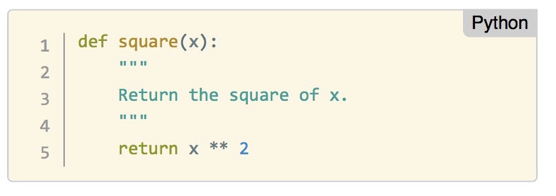 Python
1 def square(x):
2     """
3     Return the square of x.
4     """
5     return x ** 2